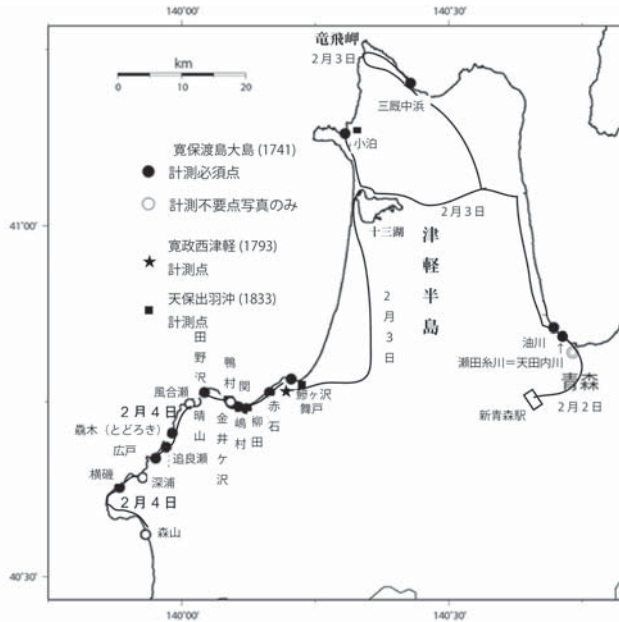 140°00'
140°30'
竜飛岬
2月3日
km
0 10 20
三厩中浜
小泊
寛保渡島大島 (1741)
計測必須点
計測不要点写真のみ
2月3日
41°00'
41°00'
十三湖
寛政西津軽 (1793)
計測点
津軽半島
天保出羽沖 (1833)
計測点
2月3日
油川
瀬田糸川＝天田内川
↑
青森
新青森駅
2月2日
田野沢
鴨村
関
風合瀬
鰺ヶ沢
舞戸
赤石
柳田
嶋村
金井ケ沢
晴山
2月4日
驫木（とどろき）
広戸
追良瀬
横磯
深浦
2月4日
森山
40°30'
40°30'
140°00'
140°30'